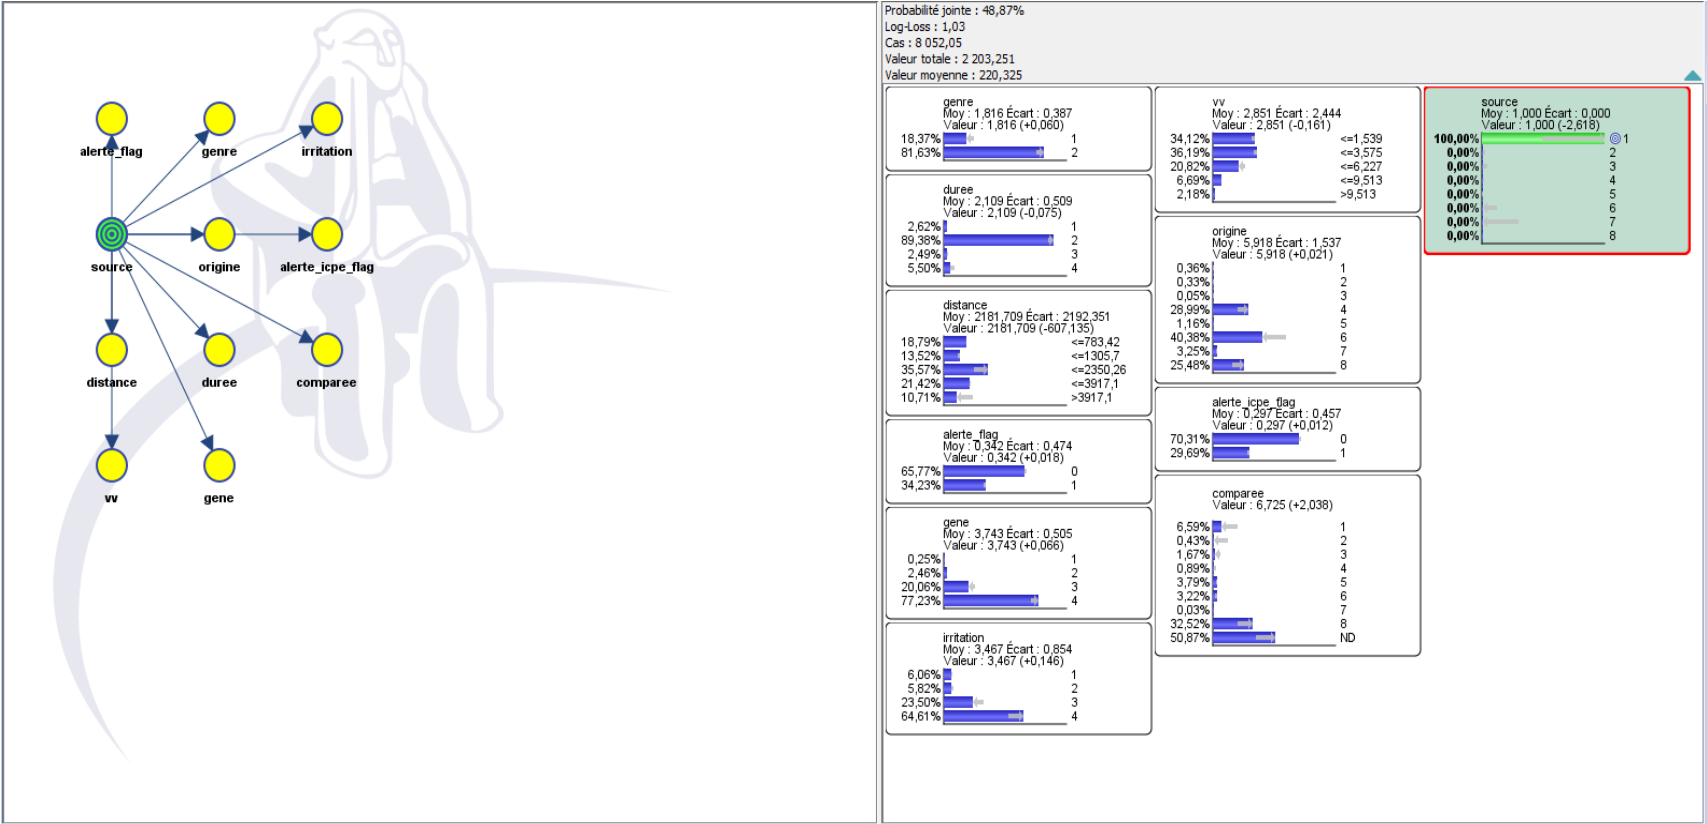 alerte_flag
genre
irritation
source
origine
alerte_icpe_flag
distance
duree
comparee
vv
gene
Probabilité jointe : 48,87%
Log-Loss : 1,03
Cas : 8 052,05
Valeur totale : 2 203,251
Valeur moyenne : 220,325
genre
Moy : 1,816 Écart : 0,387
Valeur : 1,816 (+0,060)
18,37% 1
81,63% 2
duree
Moy : 2,109 Écart : 0,509
Valeur : 2,109 (-0,075)
2,62% 1
89,38% 2
2,49% 3
5,50% 4
distance
Moy : 2181,709 Écart : 2192,351
Valeur : 2181,709 (-607,135)
18,79% <=783,42
13,52% <=1305,7
35,57% <=2350,26
21,42% <=3917,1
10,71% >3917,1
alerte_flag
Moy : 0,342 Écart : 0,474
Valeur : 0,342 (+0,018)
65,77% 0
34,23% 1
gene
Moy : 3,743 Écart : 0,505
Valeur : 3,743 (+0,066)
0,25% 1
2,46% 2
20,06% 3
77,23% 4
irritation
Moy : 3,467 Écart : 0,854
Valeur : 3,467 (+0,146)
6,06% 1
5,82% 2
23,50% 3
64,61% 4
vv
Moy : 2,851 Écart : 2,444
Valeur : 2,851 (-0,161)
34,12% <=1,539
36,19% <=3,575
20,82% <=6,227
6,69% <=9,513
2,18% >9,513
origine
Moy : 5,918 Écart : 1,537
Valeur : 5,918 (+0,021)
0,36% 1
0,33% 2
0,05% 3
28,99% 4
1,16% 5
40,38% 6
3,25% 7
25,48% 8
alerte_icpe_flag
Moy : 0,297 Écart : 0,457
Valeur : 0,297 (+0,012)
70,31% 0
29,69% 1
comparee
Valeur : 6,725 (+2,038)
6,59% 1
0,43% 2
1,67% 3
0,89% 4
3,79% 5
3,22% 6
0,03% 7
32,52% 8
50,87% ND
source
Moy : 1,000 Écart : 0,000
Valeur : 1,000 (-2,618)
100,00% 1
0,00% 2
0,00% 3
0,00% 4
0,00% 5
0,00% 6
0,00% 7
0,00% 8